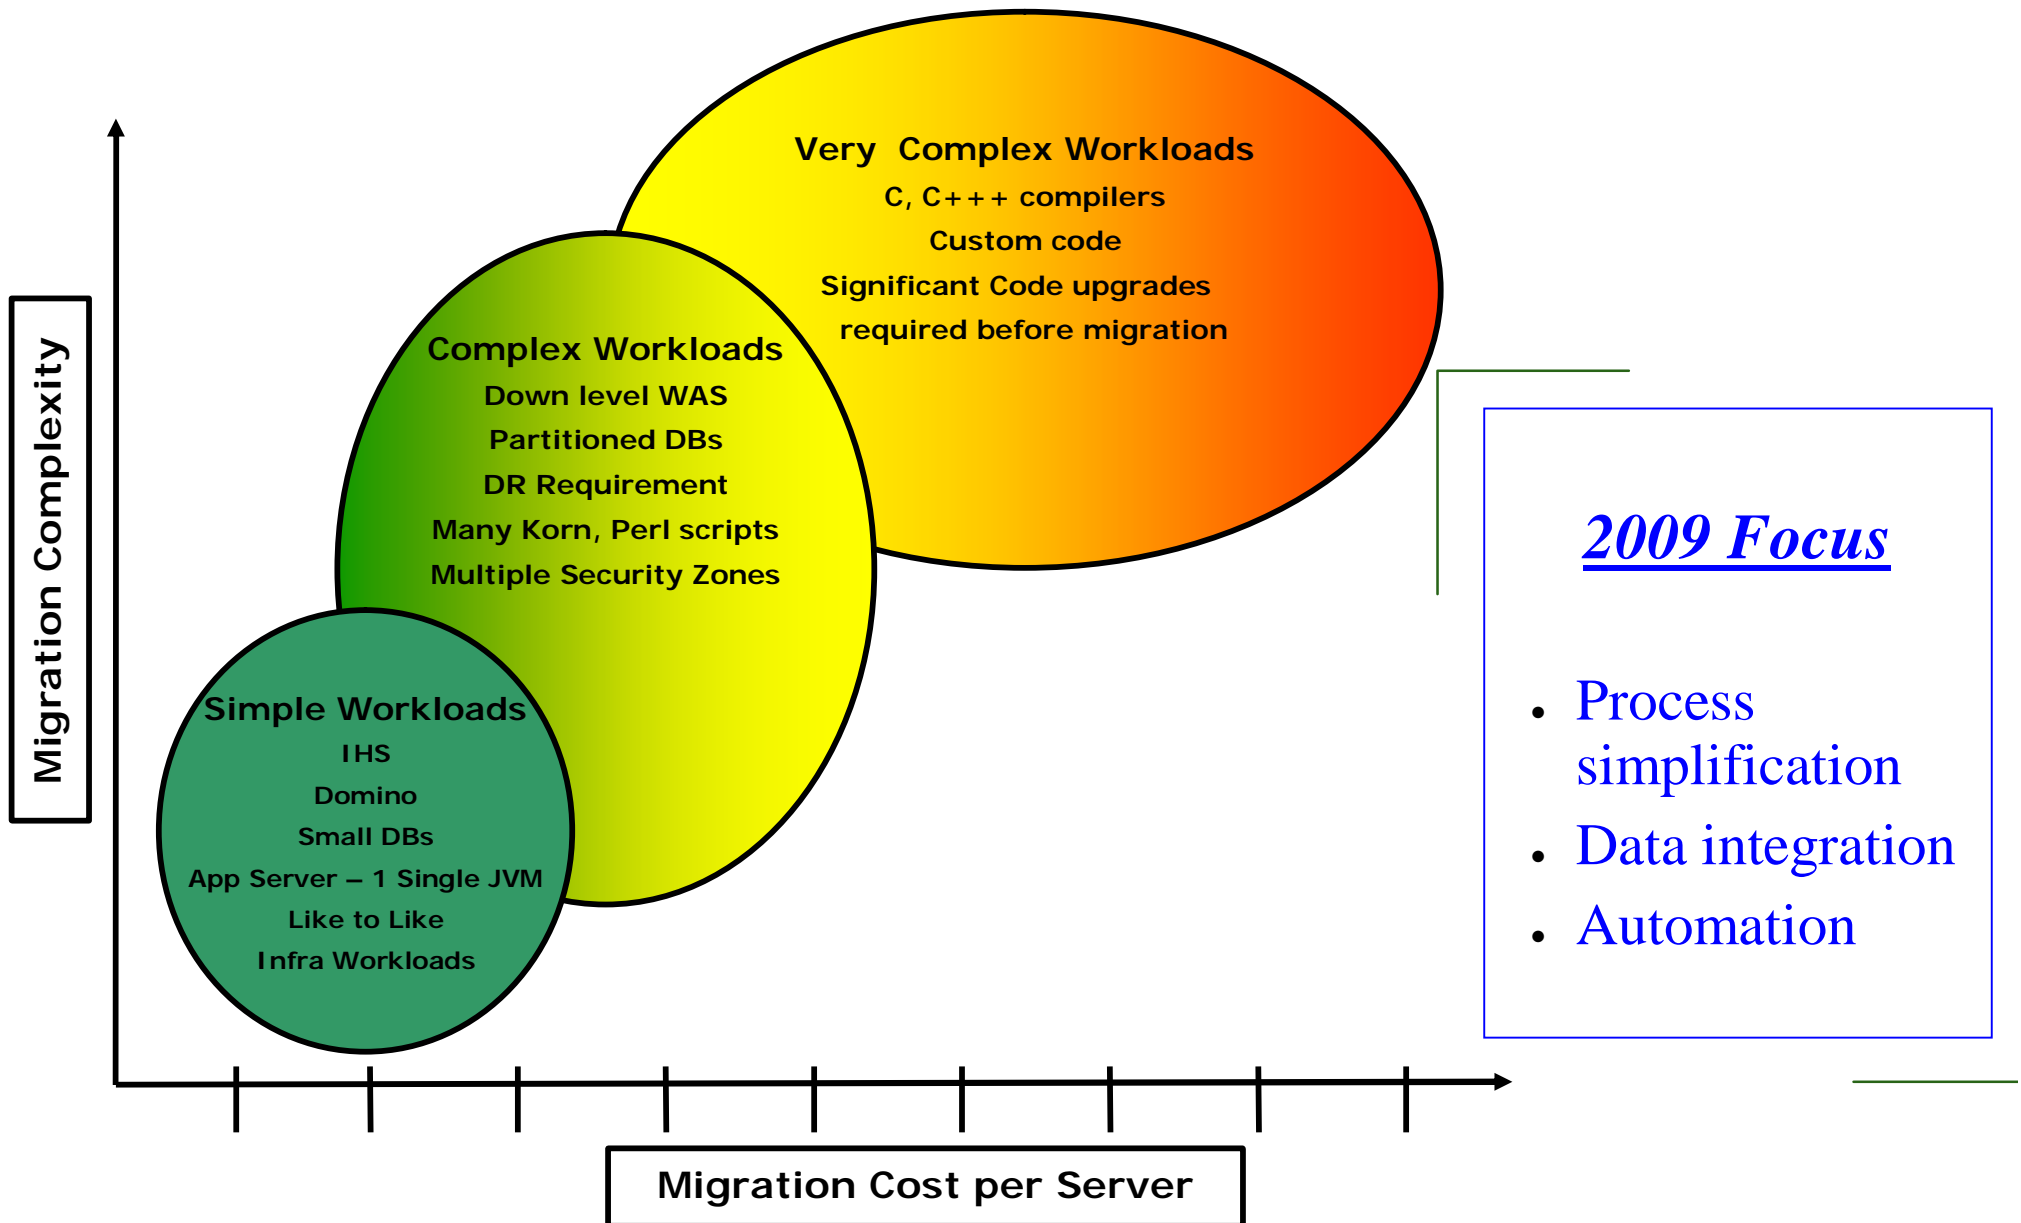 Very Complex Workloads
C, C+++ compilers
Custom code
Significant Code upgrades
required before migration
Complex Workloads
Down level WAS
Partitioned DBs
DR Requirement
Many Korn, Perl scripts
Multiple Security Zones
Simple Workloads
IHS
Domino
Small DBs
App Server – 1 Single JVM
Like to Like
Infra Workloads
Migration Complexity
Migration Cost per Server
2009 Focus
• Process
simplification
• Data integration
• Automation